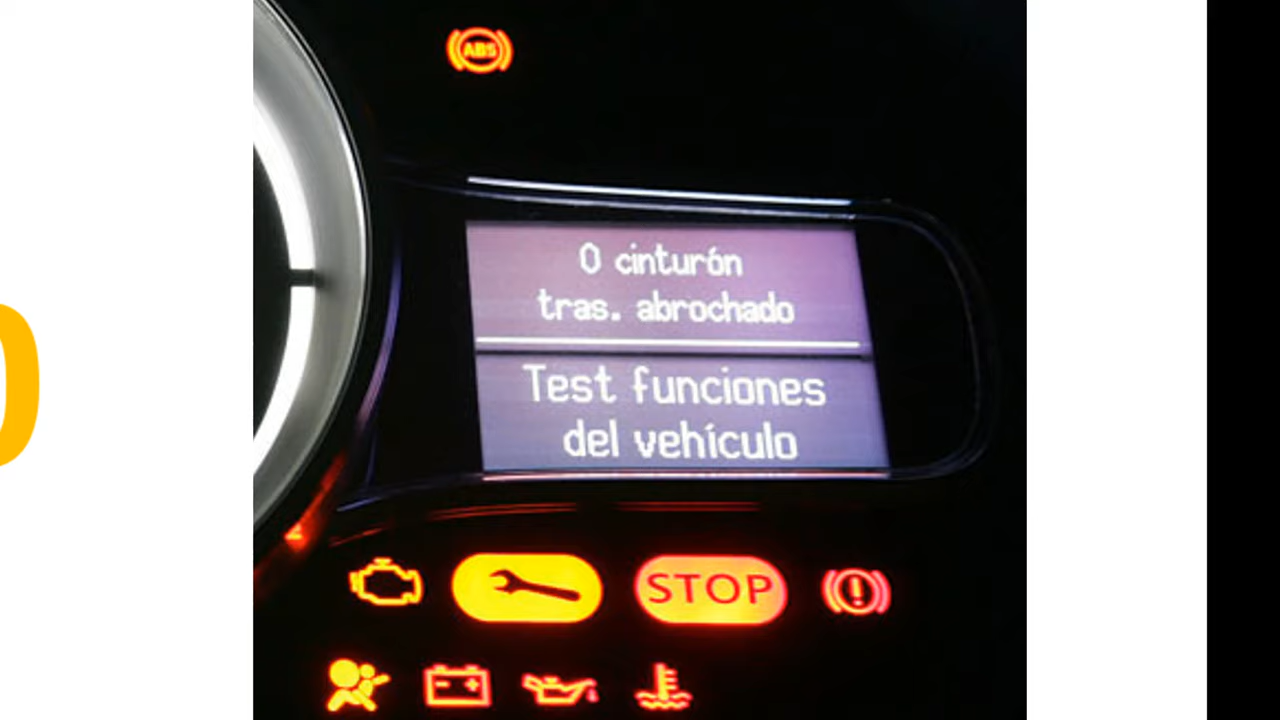 ABS
0 cinturón
tras. abrochado
Test funciones
del vehículo
STOP